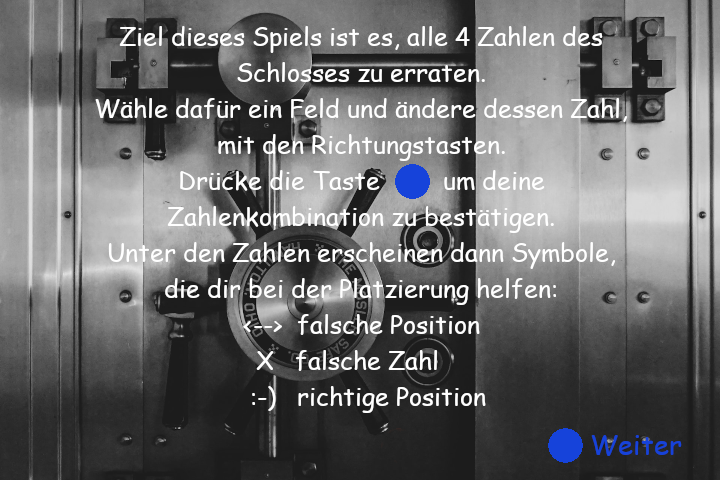 Ziel dieses Spiels ist es, alle 4 Zahlen des
Schlosses zu erraten.
Wähle dafür ein Feld und ändere dessen Zahl,
mit den Richtungstasten.
Drücke die Taste um deine
Zahlenkombination zu bestätigen.
Unter den Zahlen erscheinen dann Symbole,
die dir bei der Platzierung helfen:
<--> falsche Position
X falsche Zahl
:-) richtige Position
Weiter